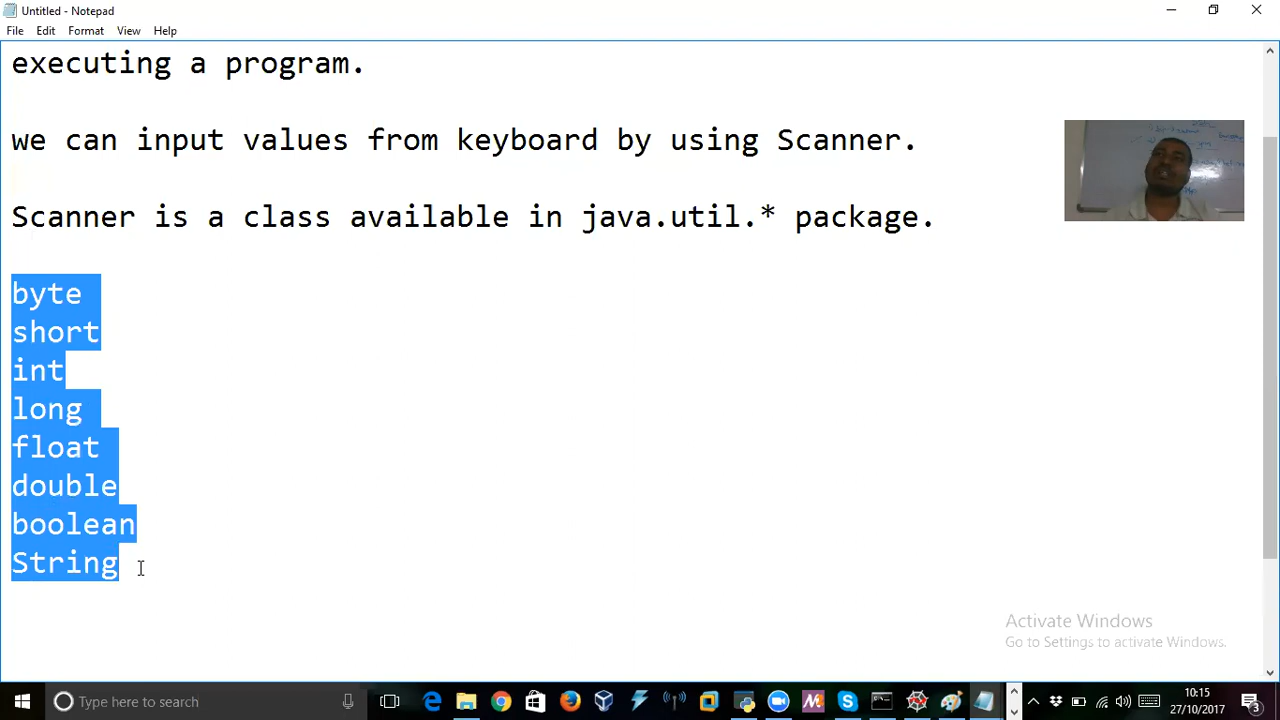 Untitled - Notepad
File Edit Format View Help
executing a program.
we can input values from keyboard by using Scanner.
Scanner is a class available in java.util.* package.
byte
short
int
long
float
double
boolean
String
Activate Windows
Go to Settings to activate Windows.
Type here to search
10:15
27/10/2017
3